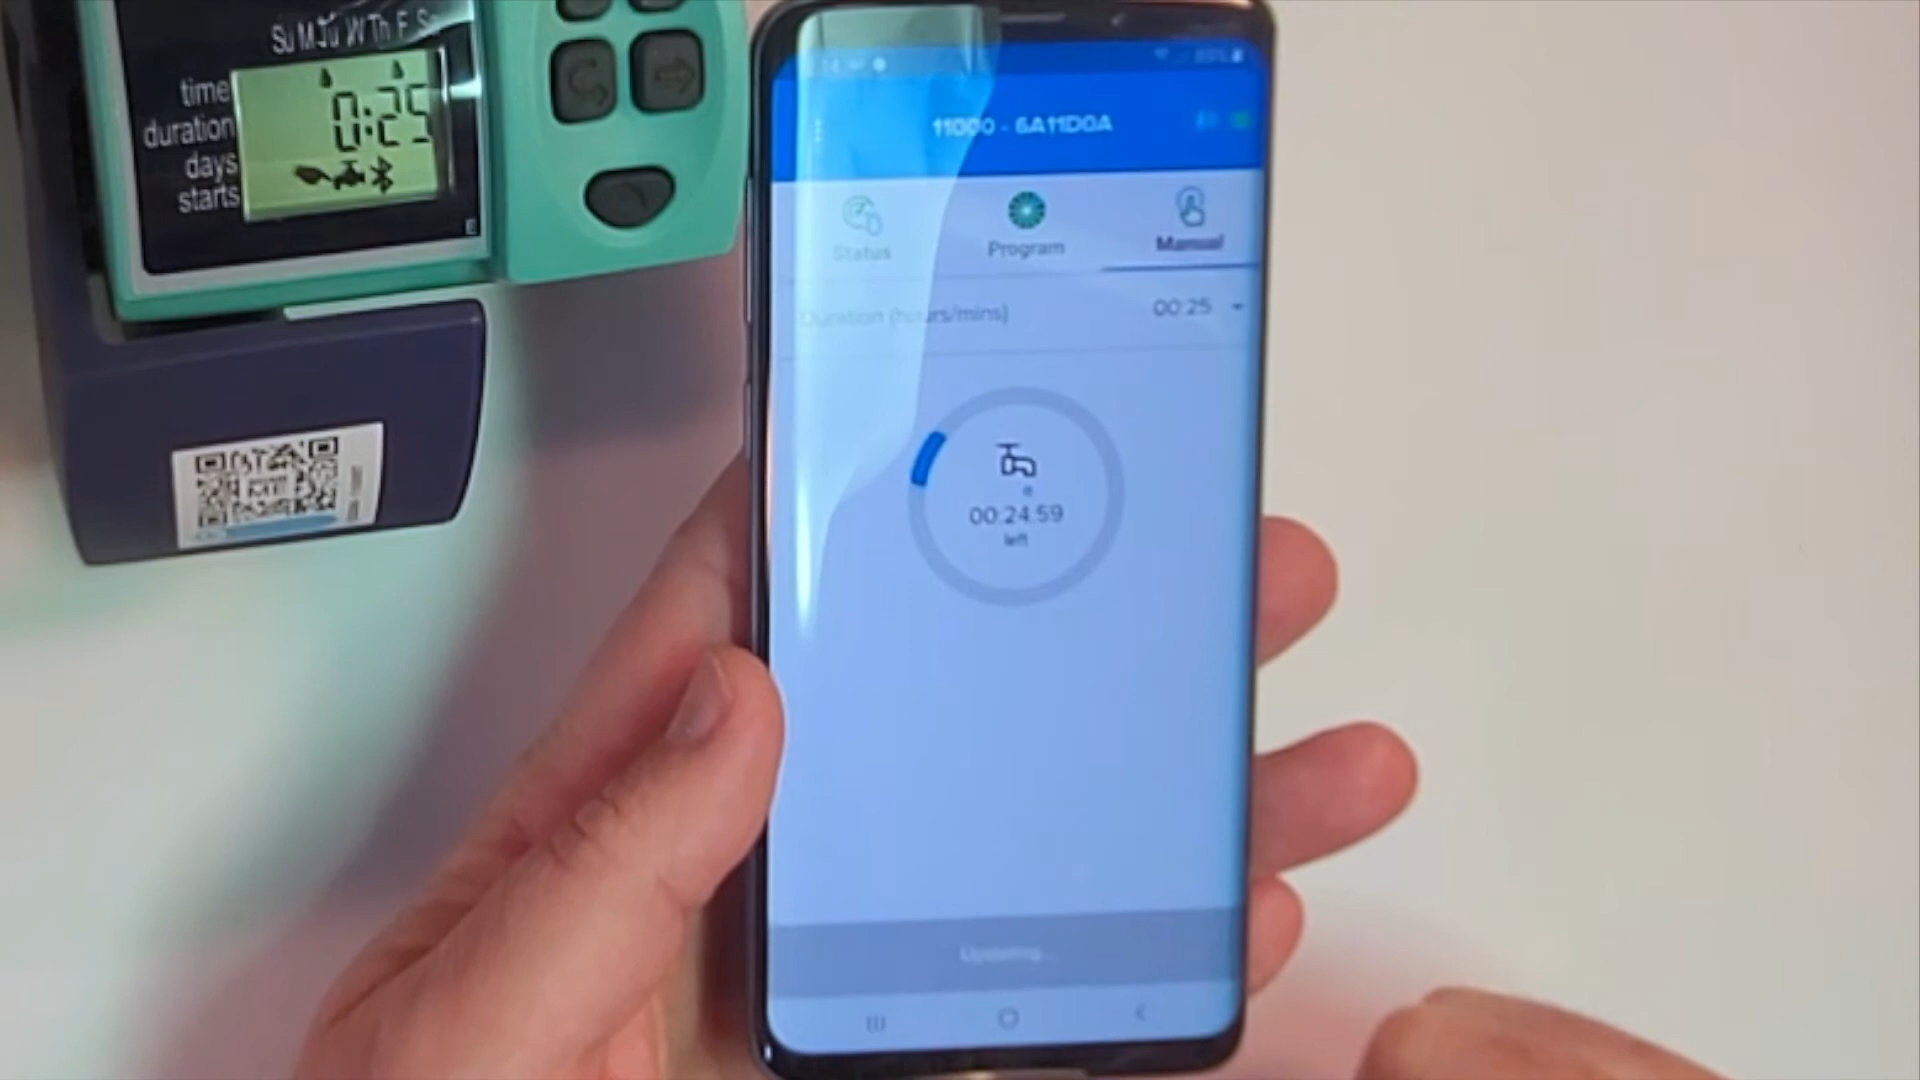 Su M Tu W Th F Sa
time
duration
days
starts
0:25
11000 - 6A11D0A
Status
Program
Manual
Duration (hours/mins)
00:25
00:24:59
left
Updating...